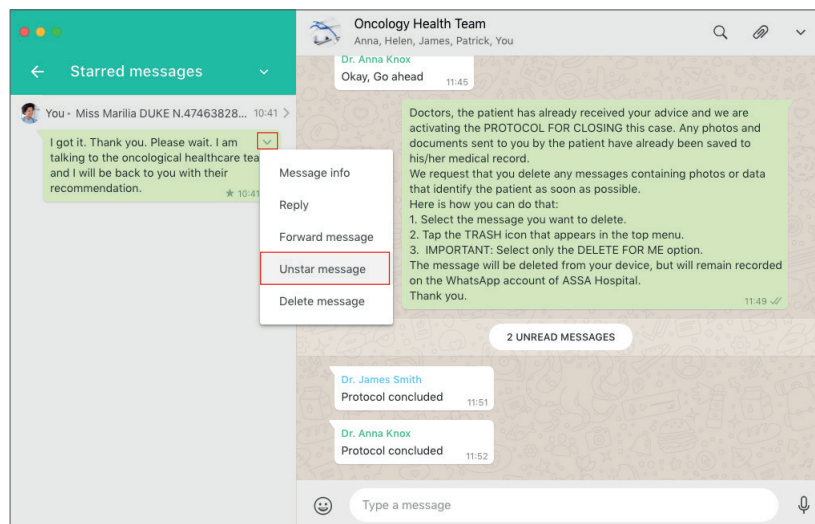 Starred messages
You • Miss Marilia DUKE N.47463828... 10:41
I got it. Thank you. Please wait. I am
talking to the oncological healthcare tea
and I will be back to you with their
recommendation.
10:41
Message info
Reply
Forward message
Unstar message
Delete message
Oncology Health Team
Anna, Helen, James, Patrick, You
Dr. Anna Knox
Okay, Go ahead 11:45
Doctors, the patient has already received your advice and we are
activating the PROTOCOL FOR CLOSING this case. Any photos and
documents sent to you by the patient have already been saved to
his/her medical record.
We request that you delete any messages containing photos or data
that identify the patient as soon as possible.
Here is how you can do that:
1. Select the message you want to delete.
2. Tap the TRASH icon that appears in the top menu.
3. IMPORTANT: Select only the DELETE FOR ME option.
The message will be deleted from your device, but will remain recorded
on the WhatsApp account of ASSA Hospital.
Thank you.
11:49
2 UNREAD MESSAGES
Dr. James Smith
Protocol concluded 11:51
Dr. Anna Knox
Protocol concluded 11:52
Type a message